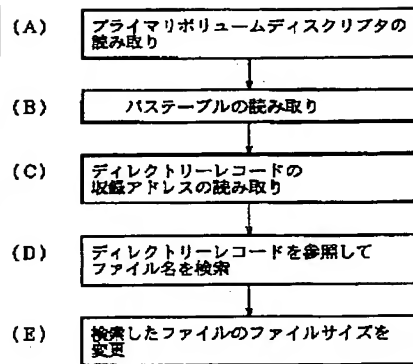 (A) プライマリボリュームディスクリプタの
読み取り
(B) パステーブルの読み取り
(C) ディレクトリーレコードの
収録アドレスの読み取り
(D) ディレクトリーレコードを参照して
ファイル名を検索
(E)検索したファイルのファイルサイズを
変更